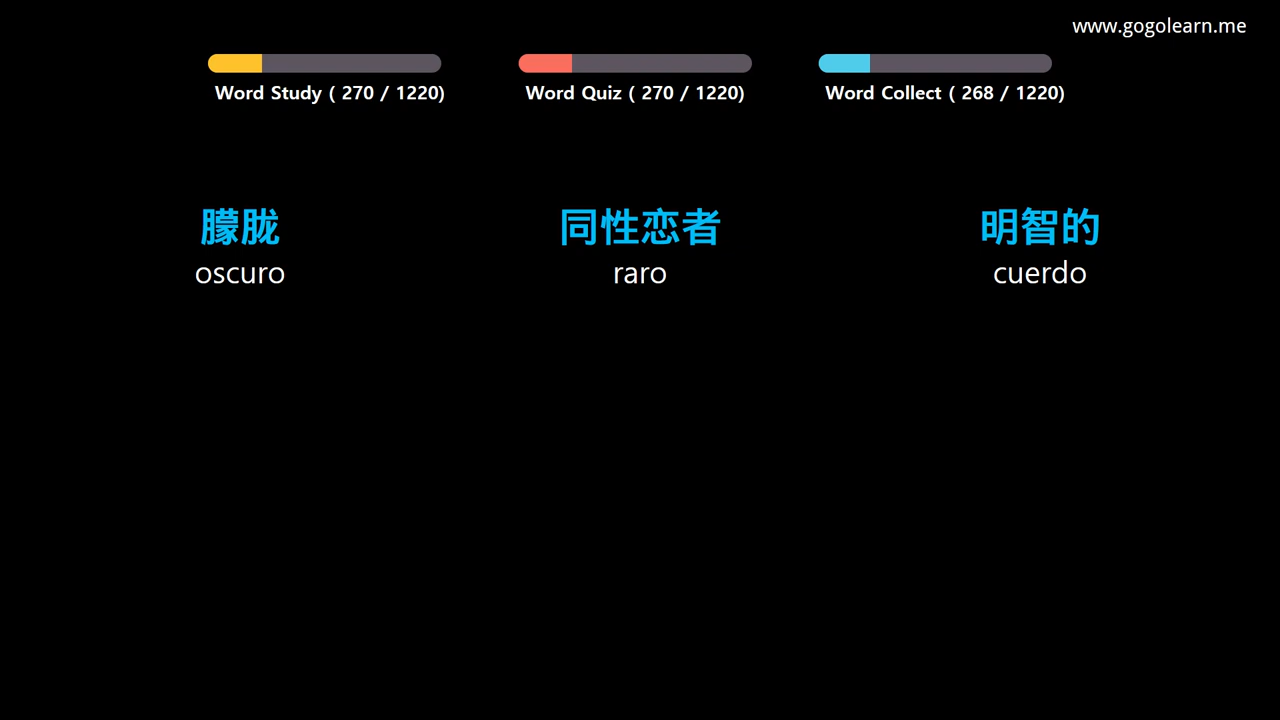 www.gogolearn.me
Word Study ( 270 / 1220)
Word Quiz ( 270 / 1220)
Word Collect ( 268 / 1220)
朦胧
oscuro
同性恋者
raro
明智的
cuerdo